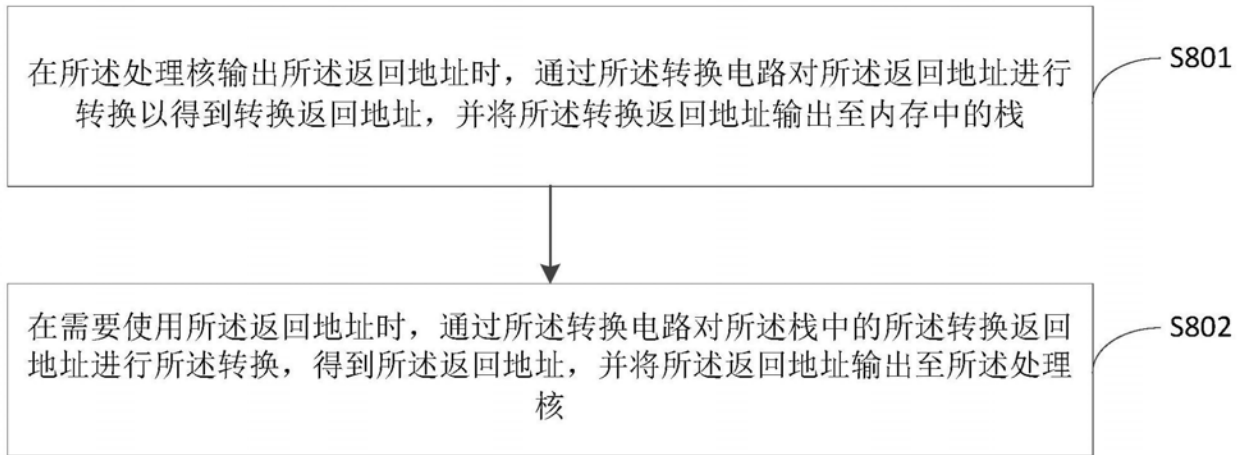 在所述处理核输出所述返回地址时，通过所述转换电路对所述返回地址进行
转换以得到转换返回地址，并将所述转换返回地址输出至内存中的栈
S801
在需要使用所述返回地址时，通过所述转换电路对所述栈中的所述转换返回
地址进行所述转换，得到所述返回地址，并将所述返回地址输出至所述处理
核
S802